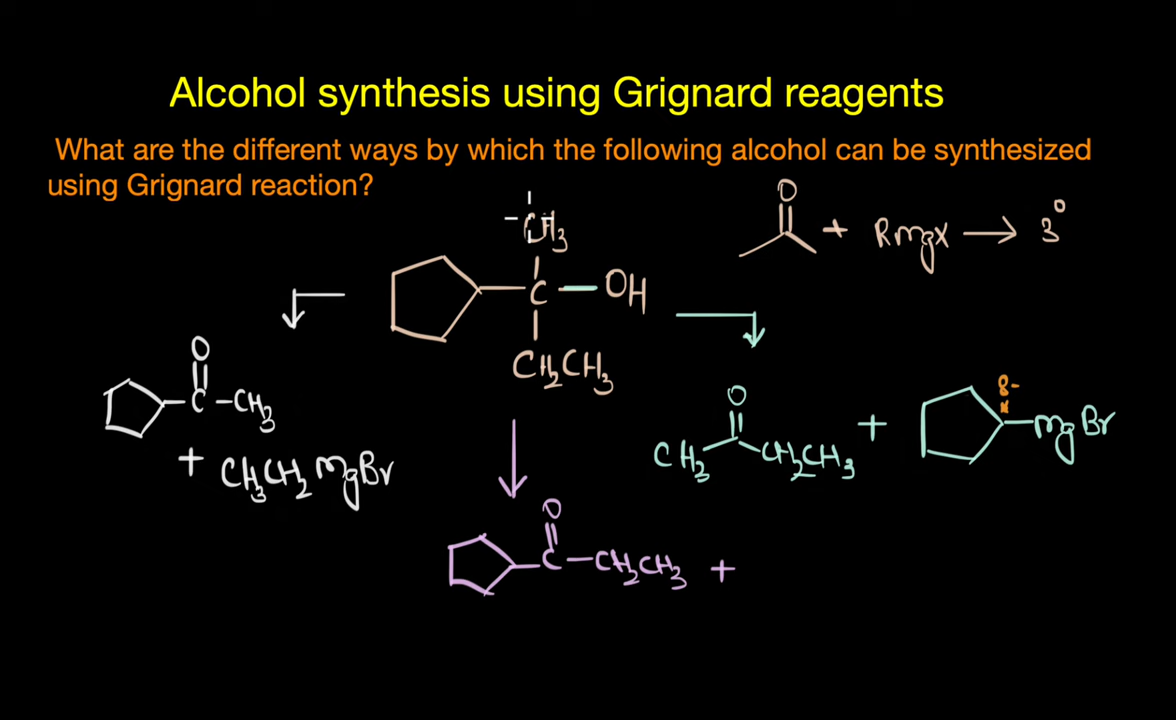 Alcohol synthesis using Grignard reagents
What are the different ways by which the following alcohol can be synthesized
using Grignard reaction?
CH3
O
+ RMgX → 3°
C — OH
CH2CH3
O
C – CH3
+ CH3CH2MgBr
O
CH3 CH2CH3 + MgBr
δ-
O
C – CH2CH3 +